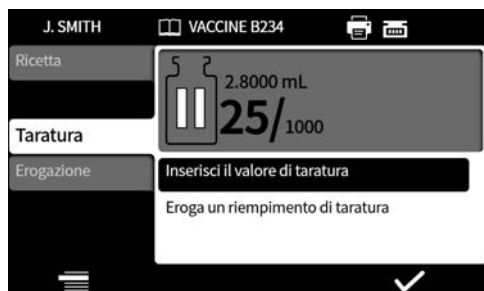 J. SMITH
VACCINE B234
Ricetta
2.8000 mL
25/1000
Taratura
Erogazione
Inserisci il valore di taratura
Eroga un riempimento di taratura